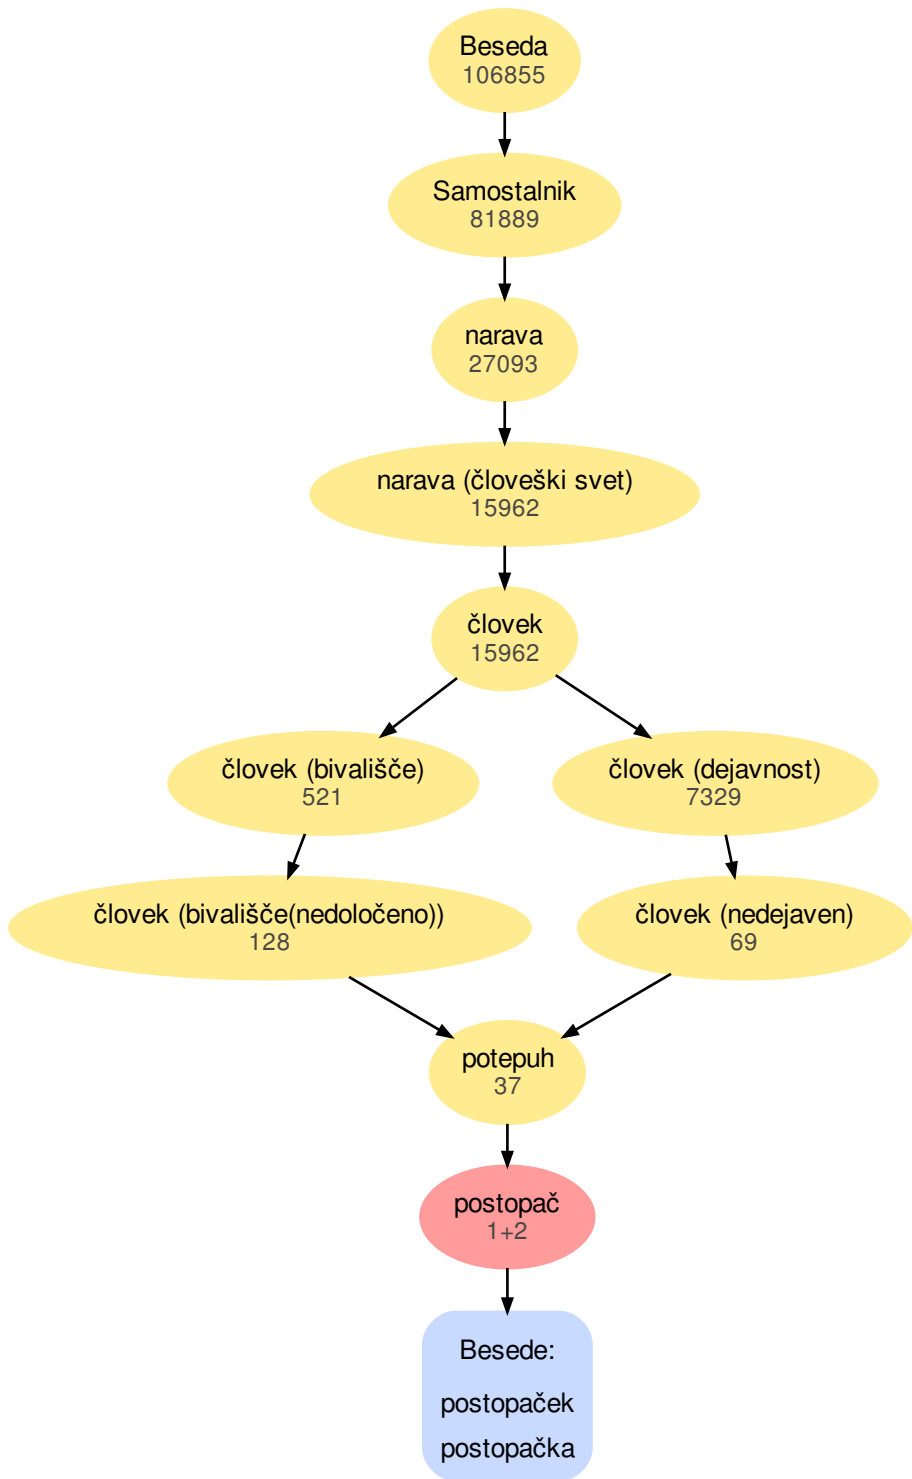 Beseda
106855
Samostalnik
81889
narava
27093
narava (človeški svet)
15962
človek
15962
človek (bivališče)
521
človek (dejavnost)
7329
človek (bivališče(nedoločeno))
128
človek (nedejaven)
69
potepuh
37
postopač
1+2
Besede:
postopaček
postopačka